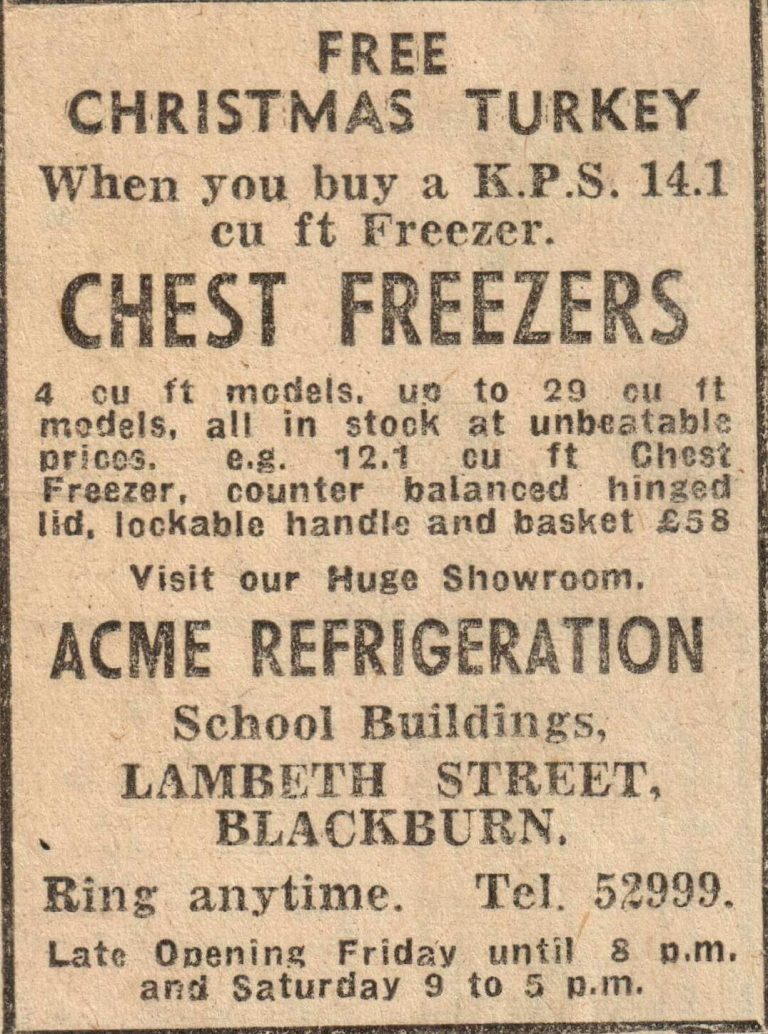 FREE
CHRISTMAS TURKEY
When you buy a K.P.S. 14.1
cu ft Freezer.
CHEST FREEZERS
4 cu ft models, up to 29 cu ft
models, all in stock at unbeatable
prices. e.g. 12.1 cu ft Chest
Freezer, counter balanced hinged
lid, lockable handle and basket £58
Visit our Huge Showroom.
ACME REFRIGERATION
School Buildings,
LAMBETH STREET,
BLACKBURN.
Ring anytime. Tel. 52999.
Late Opening Friday until 8 p.m.
and Saturday 9 to 5 p.m.